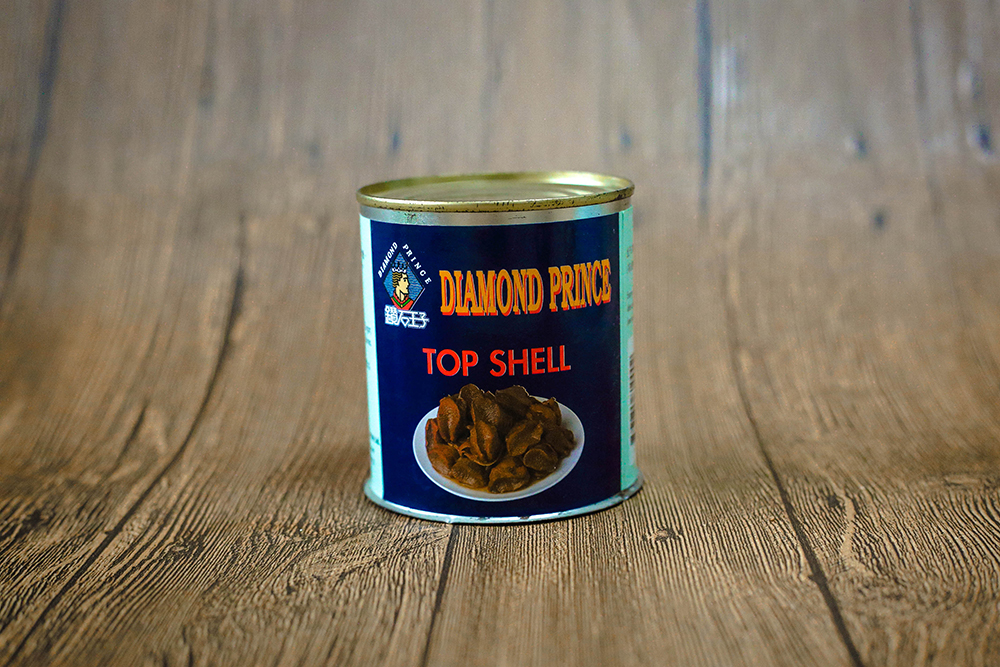 DIAMOND PRINCE
鑽石王子
DIAMOND PRINCE
TOP SHELL